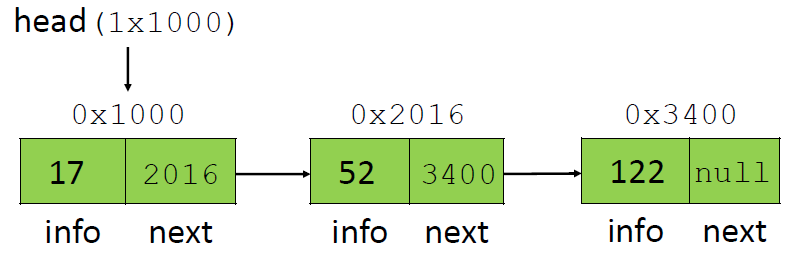 head (1x1000)
0x1000 0x2016 0x3400
17 2016 52 3400 122 null
info next info next info next